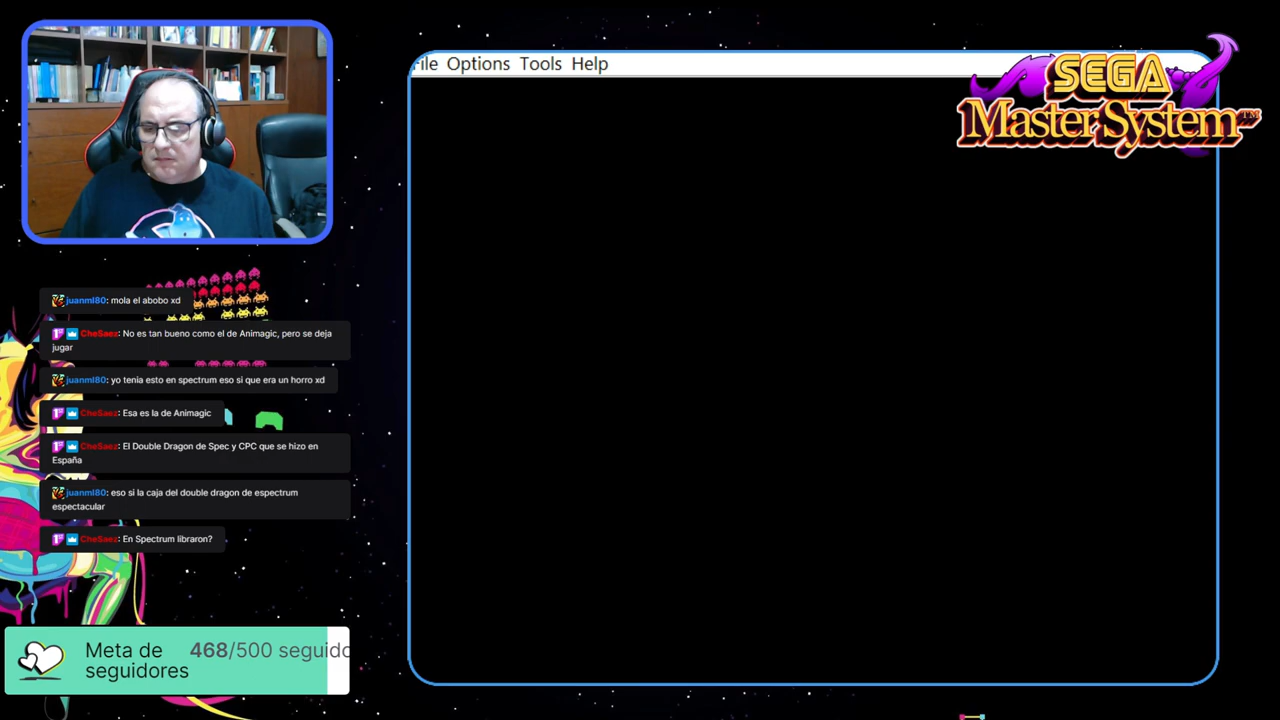 File Options Tools Help
SEGA
Master System™
juanml80: mola el abobo xd
CheSaez: No es tan bueno como el de Animagic, pero se deja
jugar
juanml80: yo tenia esto en spectrum eso si que era un horro xd
CheSaez: Esa es la de Animagic
CheSaez: El Double Dragon de Spec y CPC que se hizo en
España
juanml80: eso si la caja del double dragon de espectrum
espectacular
CheSaez: En Spectrum libraron?
Meta de
seguidores
468/500 seguido